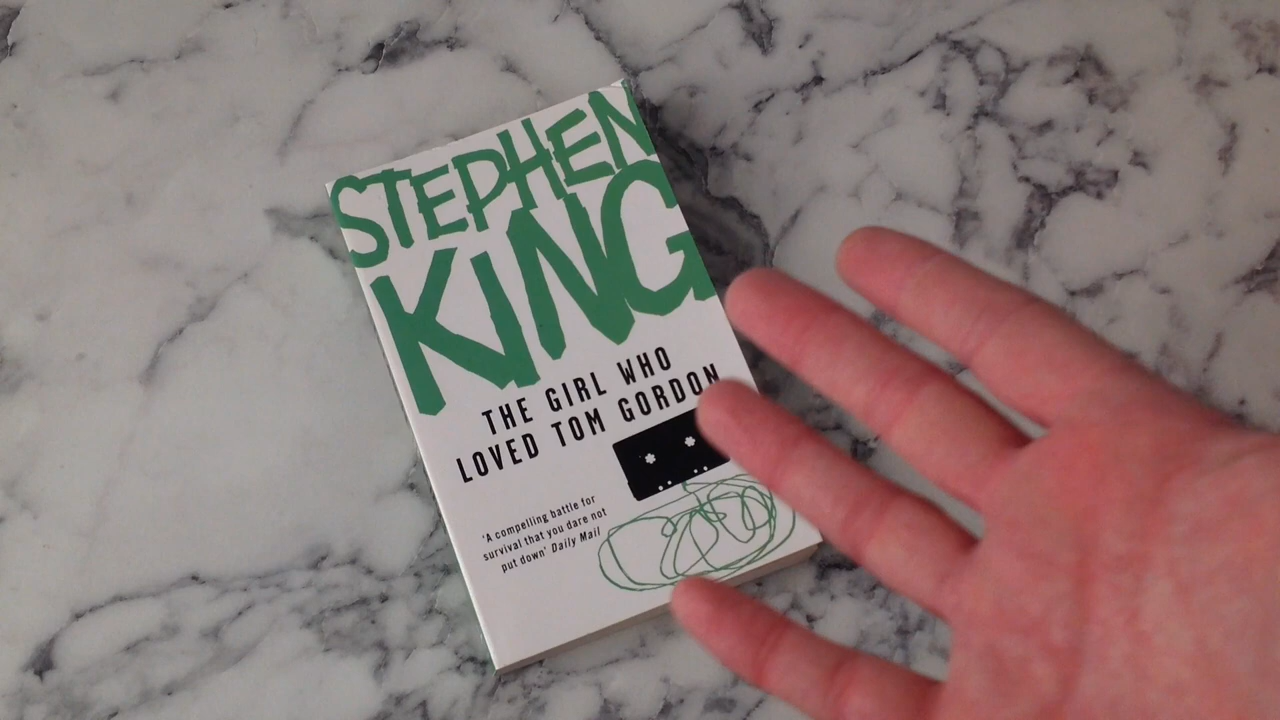 STEPHEN
KING
THE GIRL WHO
LOVED TOM GORDON
‘A compelling battle for
survival that you dare not
put down’ Daily Mail